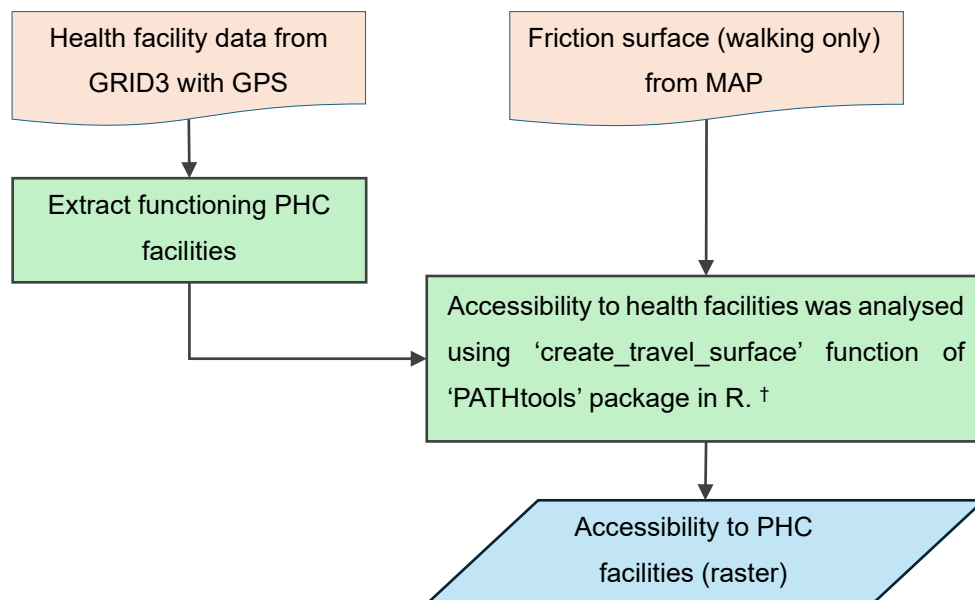 Health facility data from
GRID3 with GPS
Friction surface (walking only)
from MAP
Extract functioning PHC
facilities
Accessibility to health facilities was analysed
using ‘create_travel_surface’ function of
‘PATHtools’ package in R. †
Accessibility to PHC
facilities (raster)